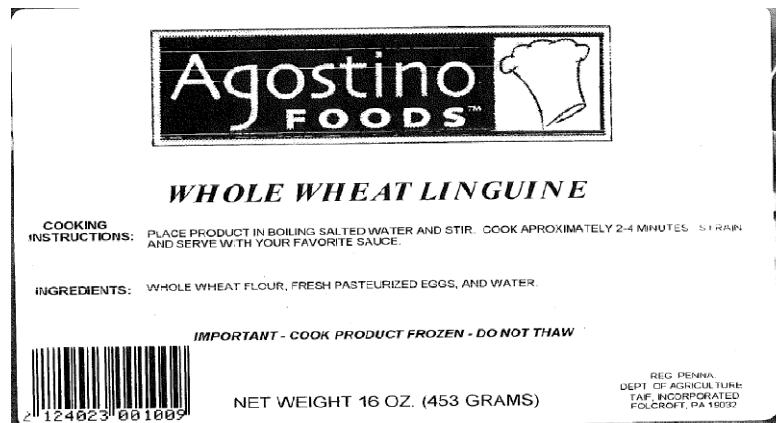 Agostino
FOODS™
WHOLE WHEAT LINGUINE
COOKING INSTRUCTIONS: PLACE PRODUCT IN BOILING SALTED WATER AND STIR. COOK APROXIMATELY 2-4 MINUTES STRAIN
AND SERVE WITH YOUR FAVORITE SAUCE.
INGREDIENTS: WHOLE WHEAT FLOUR, FRESH PASTEURIZED EGGS, AND WATER.
IMPORTANT - COOK PRODUCT FROZEN - DO NOT THAW
2 124023 001009
NET WEIGHT 16 OZ. (453 GRAMS)
REG PENNA.
DEPT OF AGRICULTURE
TAIF, INCORPORATED
FOLCROFT, PA 19032